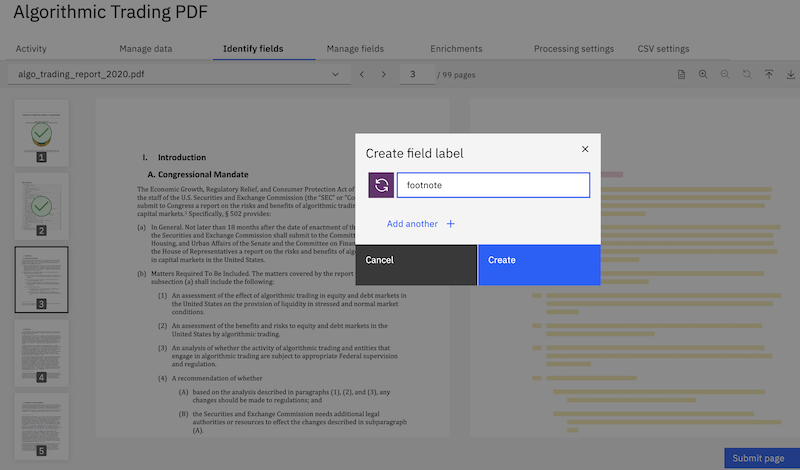 Algorithmic Trading PDF
Activity
Manage data
Identify fields
Manage fields
Enrichments
Processing settings
CSV settings
algo_trading_report_2020.pdf
3
/ 99 pages
1
2
3
4
5
I. Introduction
A. Congressional Mandate
The Economic Growth, Regulatory Relief, and Consumer Protection Act of
the staff of the U.S. Securities and Exchange Commission (the "SEC" or "Co
submit to Congress a report on the risks and benefits of algorithmic tradi
capital markets.¹ Specifically, § 502 provides:
(a) In General. Not later than 18 months after the date of enactment of th
the Securities and Exchange Commission shall submit to the Committe
Housing, and Urban Affairs of the Senate and the Committee on Finan
the House of Representatives a report on the risks and benefits of algo
in capital markets in the United States.
(b) Matters Required To Be Included. The matters covered by the report
subsection (a) shall include the following:
(1) An assessment of the effect of algorithmic trading in equity and debt markets in
the United States on the provision of liquidity in stressed and normal market
conditions.
(2) An assessment of the benefits and risks to equity and debt markets in the
United States by algorithmic trading.
(3) An analysis of whether the activity of algorithmic trading and entities that
engage in algorithmic trading are subject to appropriate Federal supervision
and regulation.
(4) A recommendation of whether
(A) based on the analysis described in paragraphs (1), (2), and (3), any
changes should be made to regulations; and
(B) the Securities and Exchange Commission needs additional legal
authorities or resources to effect the changes described in subparagraph
(A).
Create field label
footnote
Add another +
Cancel
Create
Submit page